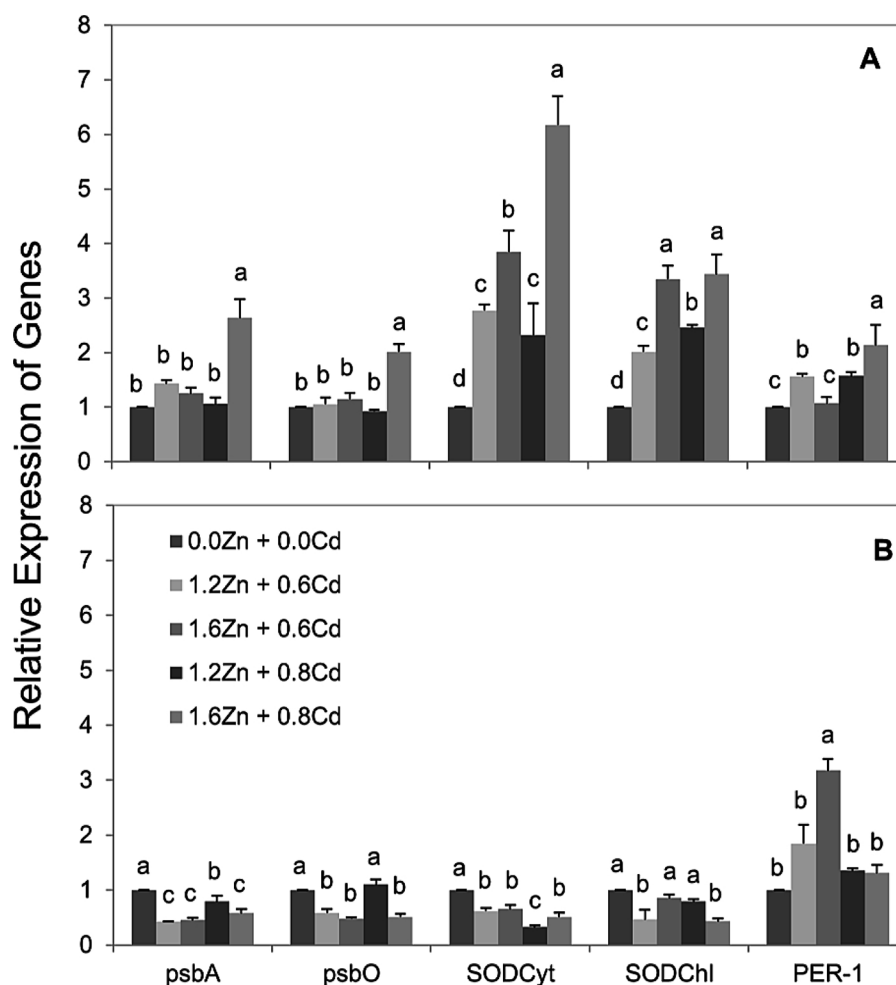 Relative Expression of Genes
8
7
6
5
4
3
2
1
0
A
b b b b a
b b b b a
d c b c a
d c a b a
c b c b a
8
7
6
5
4
3
2
1
0
B
0.0Zn + 0.0Cd
1.2Zn + 0.6Cd
1.6Zn + 0.6Cd
1.2Zn + 0.8Cd
1.6Zn + 0.8Cd
a c c b c
a b b a b
a b b c b
a b a a b
b b a b b
psbA psbO SODCyt SODChl PER-1